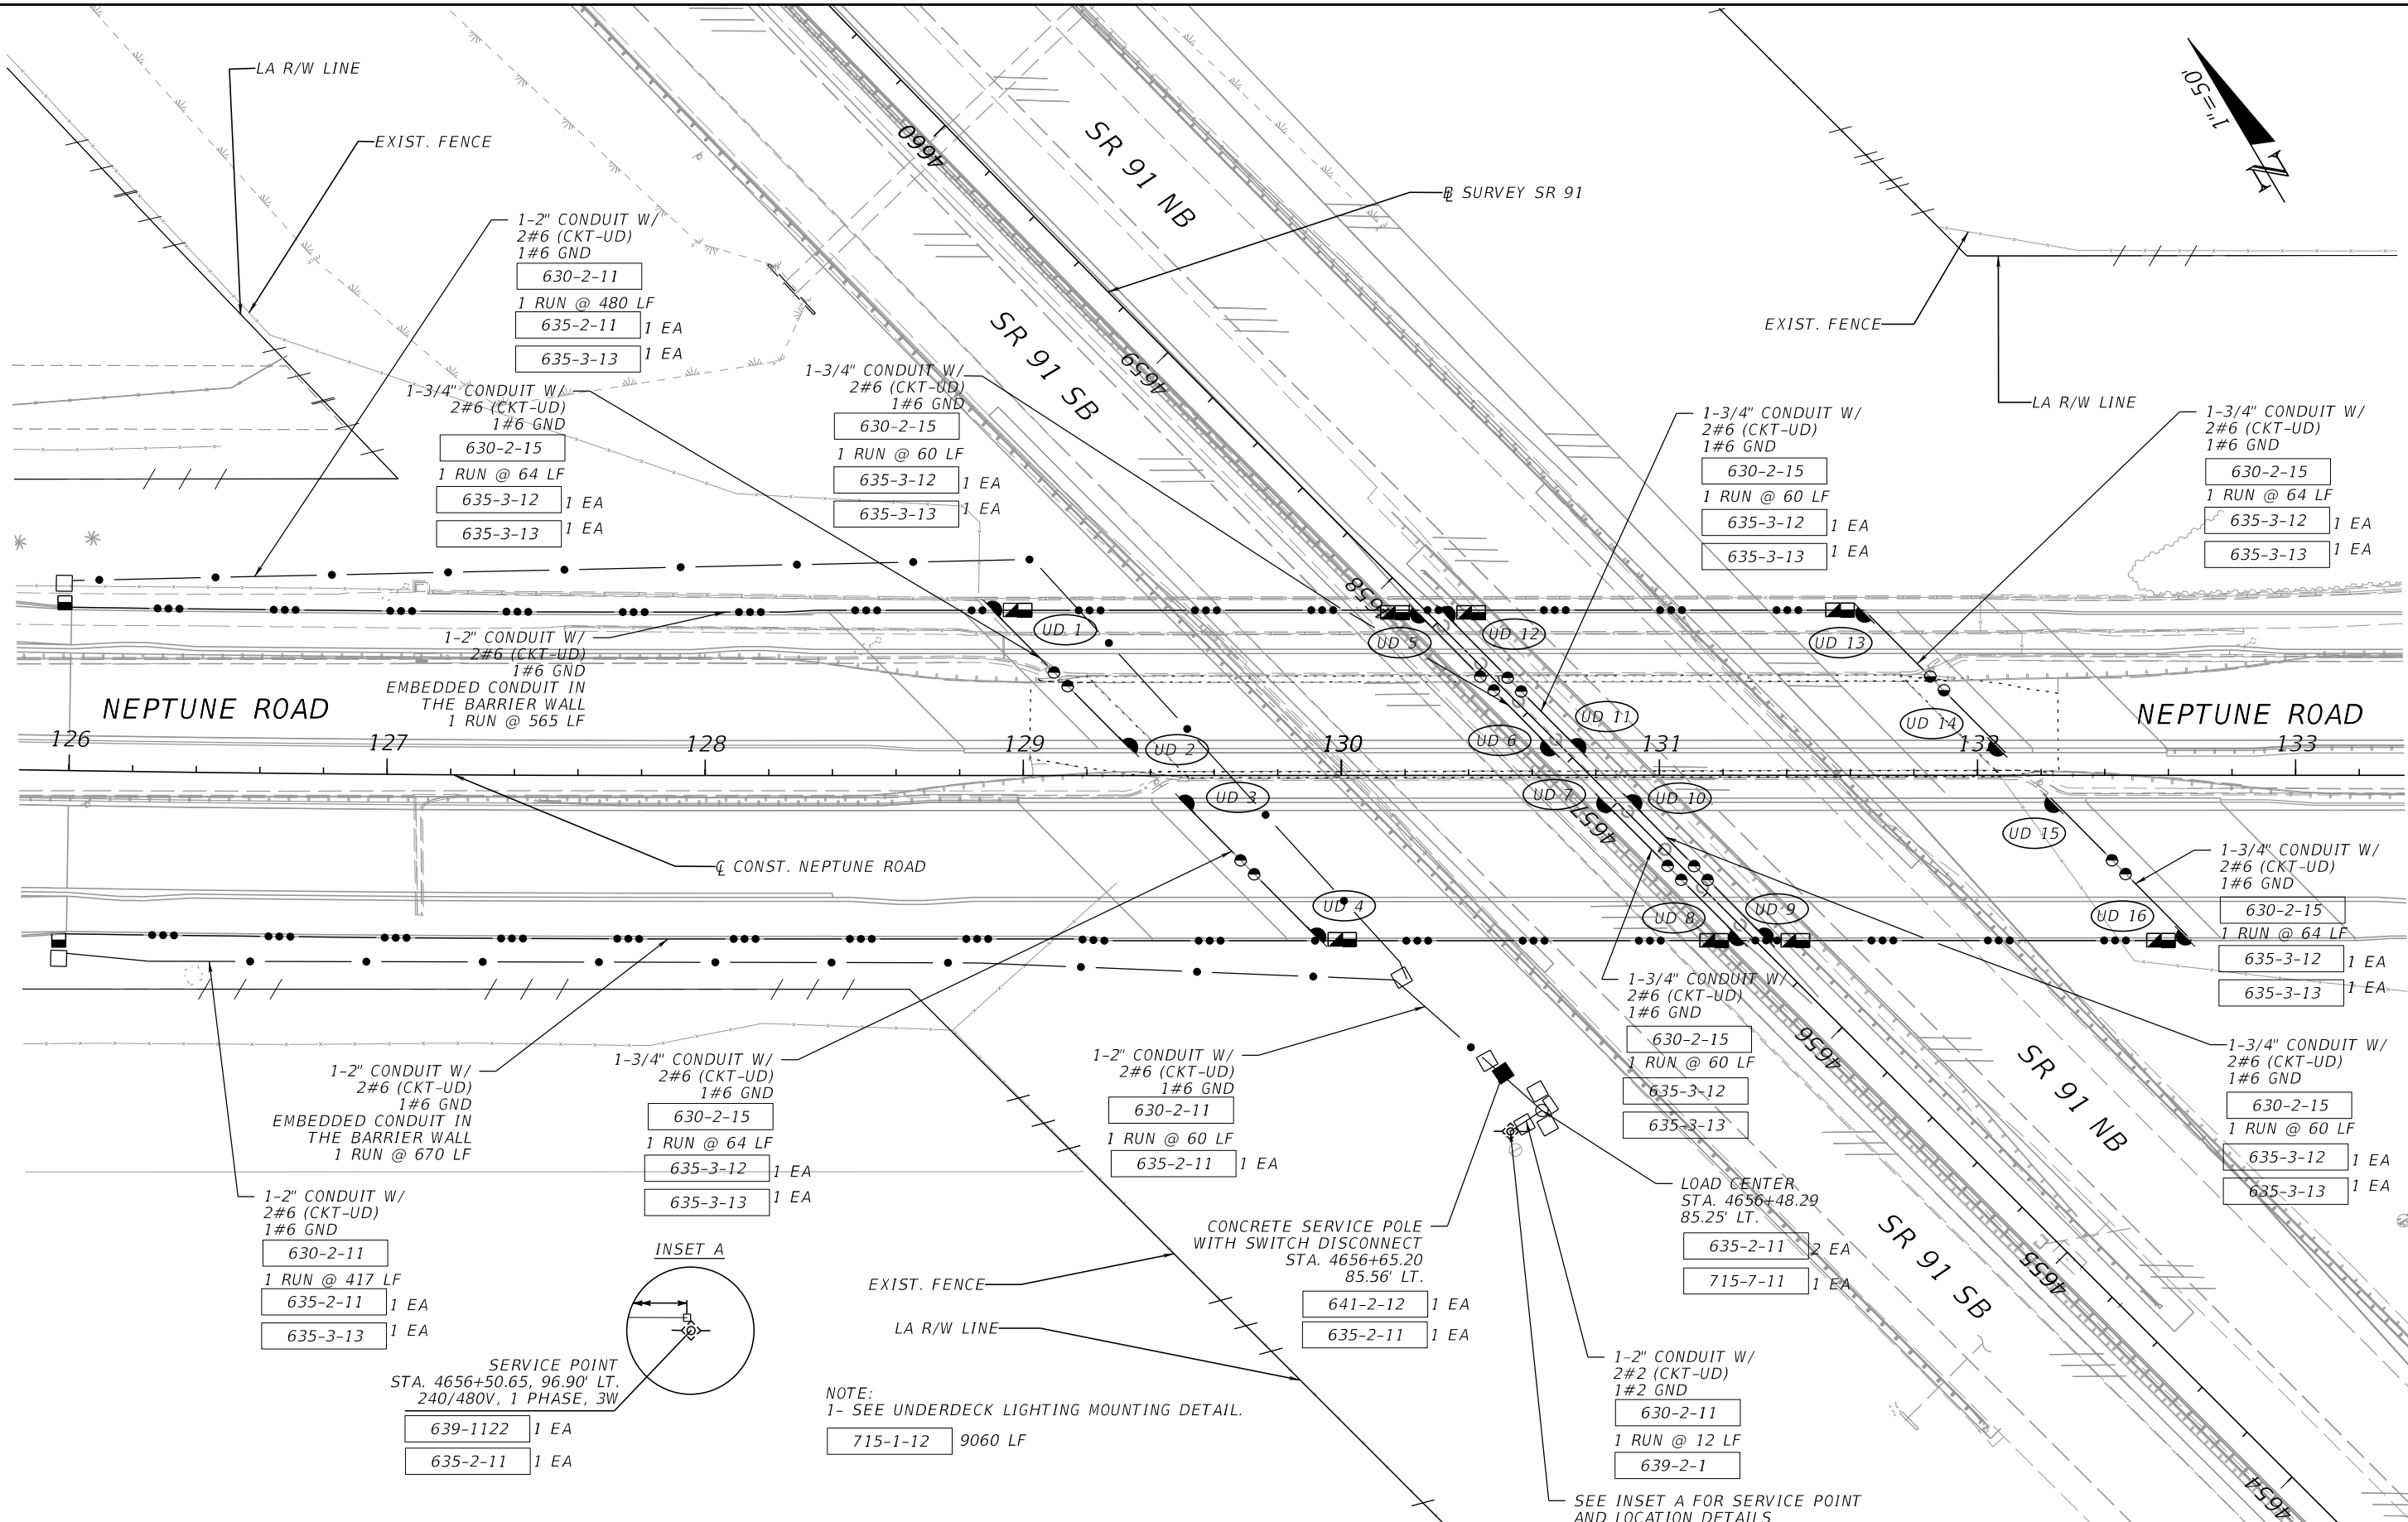 LA R/W LINE
EXIST. FENCE
1-2" CONDUIT W/
2#6 (CKT-UD)
1#6 GND
630-2-11
1 RUN @ 480 LF
635-2-11 1 EA
635-3-13 1 EA
1-3/4" CONDUIT W/
2#6 (CKT-UD)
1#6 GND
630-2-15
1 RUN @ 64 LF
635-3-12 1 EA
635-3-13 1 EA
1-3/4" CONDUIT W/
2#6 (CKT-UD)
1#6 GND
630-2-15
1 RUN @ 60 LF
635-3-12 1 EA
635-3-13 1 EA
4660
SR 91 NB
SR 91 SB
4659
4658
℄ SURVEY SR 91
1"=50'
N
EXIST. FENCE
LA R/W LINE
1-3/4" CONDUIT W/
2#6 (CKT-UD)
1#6 GND
630-2-15
1 RUN @ 60 LF
635-3-12 1 EA
635-3-13 1 EA
1-3/4" CONDUIT W/
2#6 (CKT-UD)
1#6 GND
630-2-15
1 RUN @ 64 LF
635-3-12 1 EA
635-3-13 1 EA
1-2" CONDUIT W/
2#6 (CKT-UD)
1#6 GND
EMBEDDED CONDUIT IN
THE BARRIER WALL
1 RUN @ 565 LF
UD 1
UD 5
UD 12
UD 13
NEPTUNE ROAD
NEPTUNE ROAD
UD 2
UD 6
UD 11
UD 14
126
127
128
129
130
131
132
133
UD 3
UD 7
UD 10
UD 15
4657
℄ CONST. NEPTUNE ROAD
UD 4
UD 8
UD 9
UD 16
1-3/4" CONDUIT W/
2#6 (CKT-UD)
1#6 GND
630-2-15
1 RUN @ 64 LF
635-3-12 1 EA
635-3-13 1 EA
1-2" CONDUIT W/
2#6 (CKT-UD)
1#6 GND
EMBEDDED CONDUIT IN
THE BARRIER WALL
1 RUN @ 670 LF
1-3/4" CONDUIT W/
2#6 (CKT-UD)
1#6 GND
630-2-15
1 RUN @ 64 LF
635-3-12 1 EA
635-3-13 1 EA
1-2" CONDUIT W/
2#6 (CKT-UD)
1#6 GND
630-2-11
1 RUN @ 60 LF
635-2-11 1 EA
1-3/4" CONDUIT W/
2#6 (CKT-UD)
1#6 GND
630-2-15
1 RUN @ 60 LF
635-3-12
635-3-13
4656
SR 91 NB
1-3/4" CONDUIT W/
2#6 (CKT-UD)
1#6 GND
630-2-15
1 RUN @ 60 LF
635-3-12 1 EA
635-3-13 1 EA
1-2" CONDUIT W/
2#6 (CKT-UD)
1#6 GND
630-2-11
1 RUN @ 417 LF
635-2-11 1 EA
635-3-13 1 EA
INSET A
SERVICE POINT
STA. 4656+50.65, 96.90' LT.
240/480V, 1 PHASE, 3W
639-1122 1 EA
635-2-11 1 EA
EXIST. FENCE
LA R/W LINE
NOTE:
1- SEE UNDERDECK LIGHTING MOUNTING DETAIL.
715-1-12 9060 LF
CONCRETE SERVICE POLE
WITH SWITCH DISCONNECT
STA. 4656+65.20
85.56' LT.
641-2-12 1 EA
635-2-11 1 EA
LOAD CENTER
STA. 4656+48.29
85.25' LT.
635-2-11 2 EA
715-7-11 1 EA
SR 91 SB
4655
1-2" CONDUIT W/
2#2 (CKT-UD)
1#2 GND
630-2-11
1 RUN @ 12 LF
639-2-1
SEE INSET A FOR SERVICE POINT
AND LOCATION DETAILS
4654